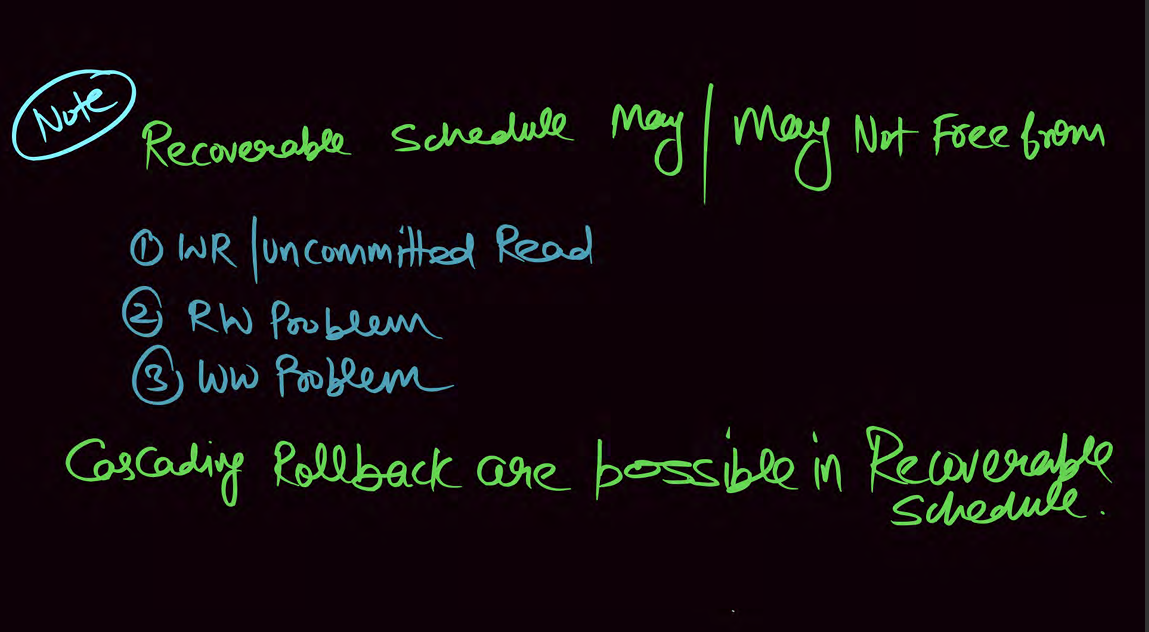 Note
Recoverable Schedule May / May Not Free from
① WR / Uncommitted Read
② RW Problem
③ WW Problem
Cascading Rollback are possible in Recoverable
Schedule.